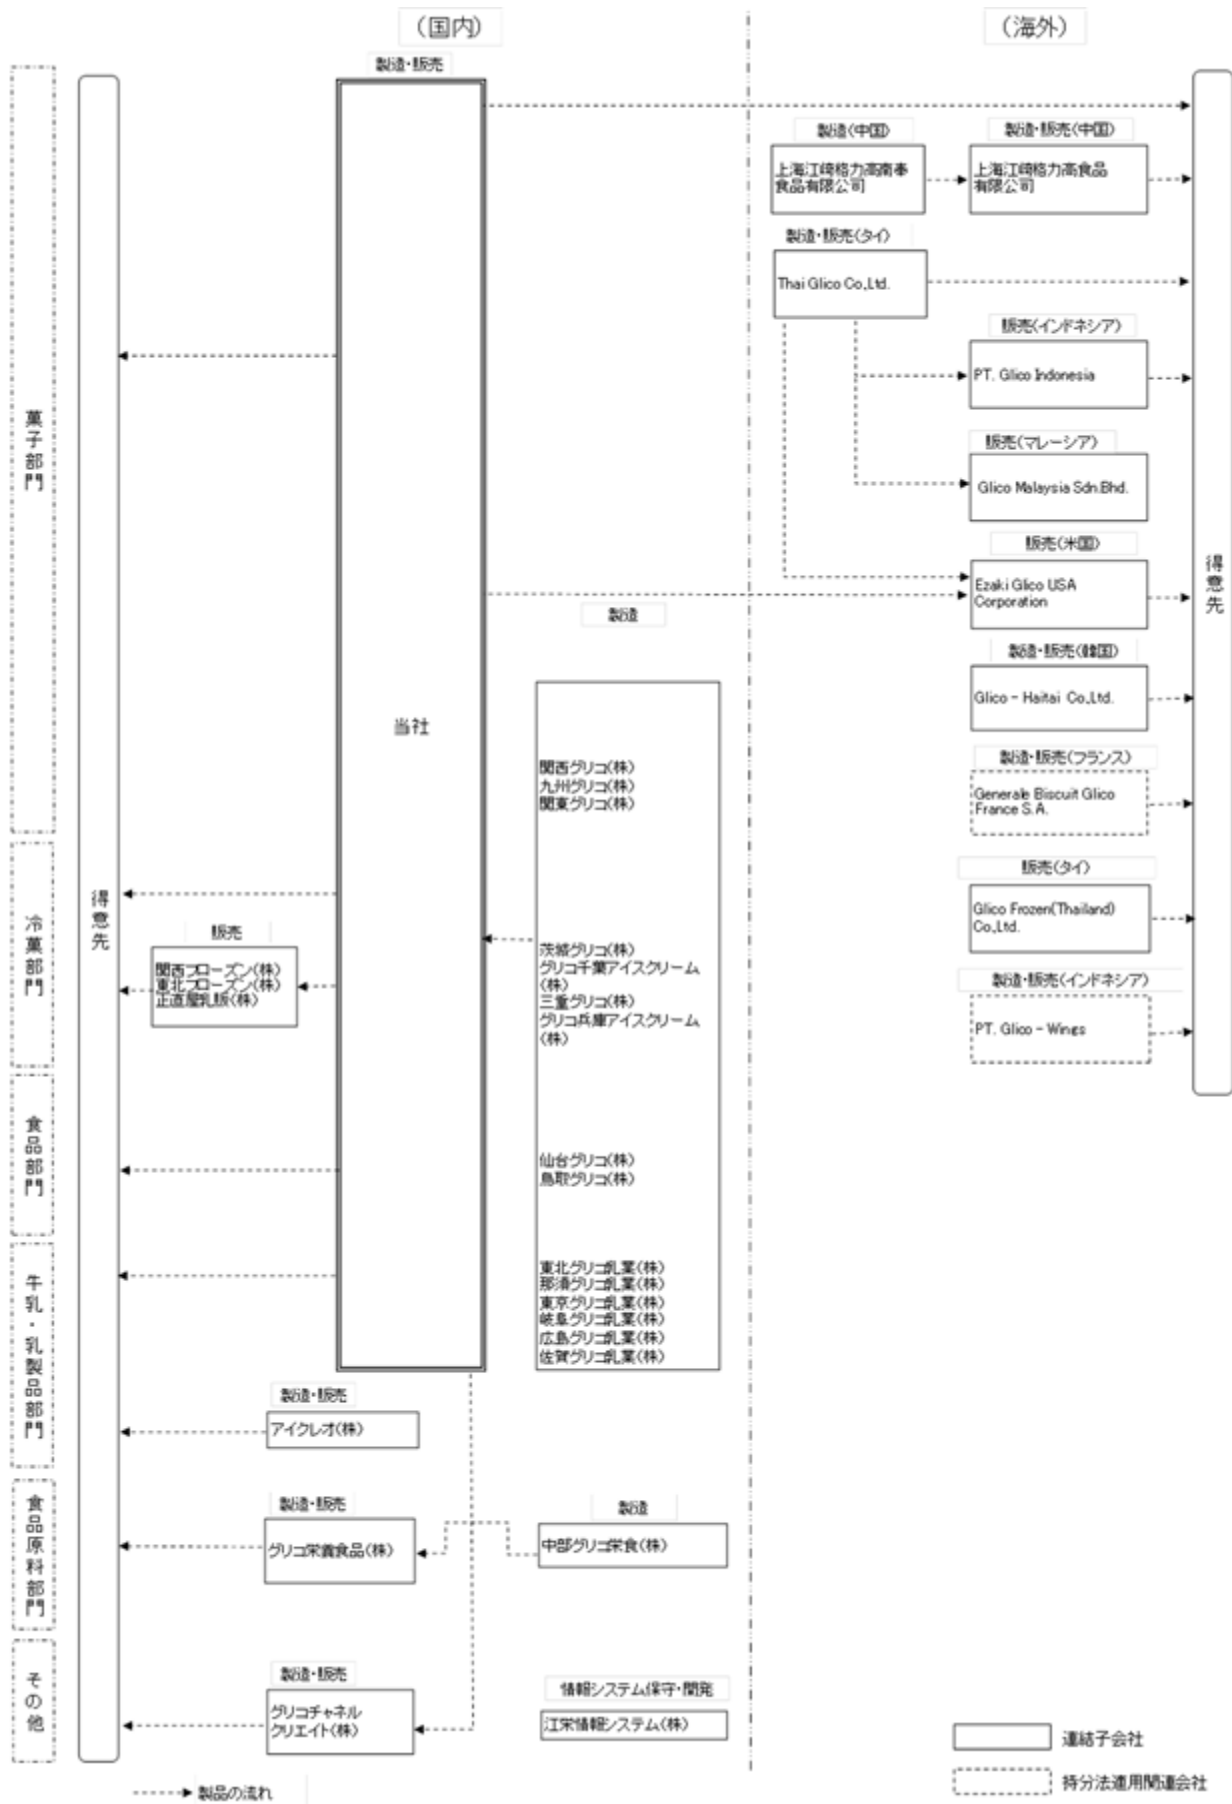 (国内)
(海外)
製造・販売
当社
菓子部門
冷菓部門
食品部門
牛乳・乳製品部門
食品原料部門
その他
得意先
販売
関西フローズン(株)
東北フローズン(株)
正直屋乳販(株)
製造
関西グリコ(株)
九州グリコ(株)
関東グリコ(株)
茨城グリコ(株)
グリコ千葉アイスクリーム
(株)
三重グリコ(株)
グリコ兵庫アイスクリーム
(株)
仙台グリコ(株)
鳥取グリコ(株)
東北グリコ乳業(株)
那須グリコ乳業(株)
東京グリコ乳業(株)
岐阜グリコ乳業(株)
広島グリコ乳業(株)
佐賀グリコ乳業(株)
製造・販売
アイクレオ(株)
製造・販売
グリコ栄養食品(株)
製造
中部グリコ栄食(株)
製造・販売
グリコチャネル
クリエイト(株)
情報システム保守・開発
江栄情報システム(株)
製造(中国)
上海江崎格力高南奉
食品有限公司
製造・販売(中国)
上海江崎格力高食品
有限公司
製造・販売(タイ)
Thai Glico Co.,Ltd.
販売(インドネシア)
PT. Glico Indonesia
販売(マレーシア)
Glico Malaysia Sdn.Bhd.
販売(米国)
Ezaki Glico USA
Corporation
製造・販売(韓国)
Glico - Haitai Co.,Ltd.
製造・販売(フランス)
Generale Biscuit Glico
France S.A.
販売(タイ)
Glico Frozen(Thailand)
Co.,Ltd.
製造・販売(インドネシア)
PT. Glico - Wings
得意先
製品の流れ
連結子会社
持分法適用関連会社